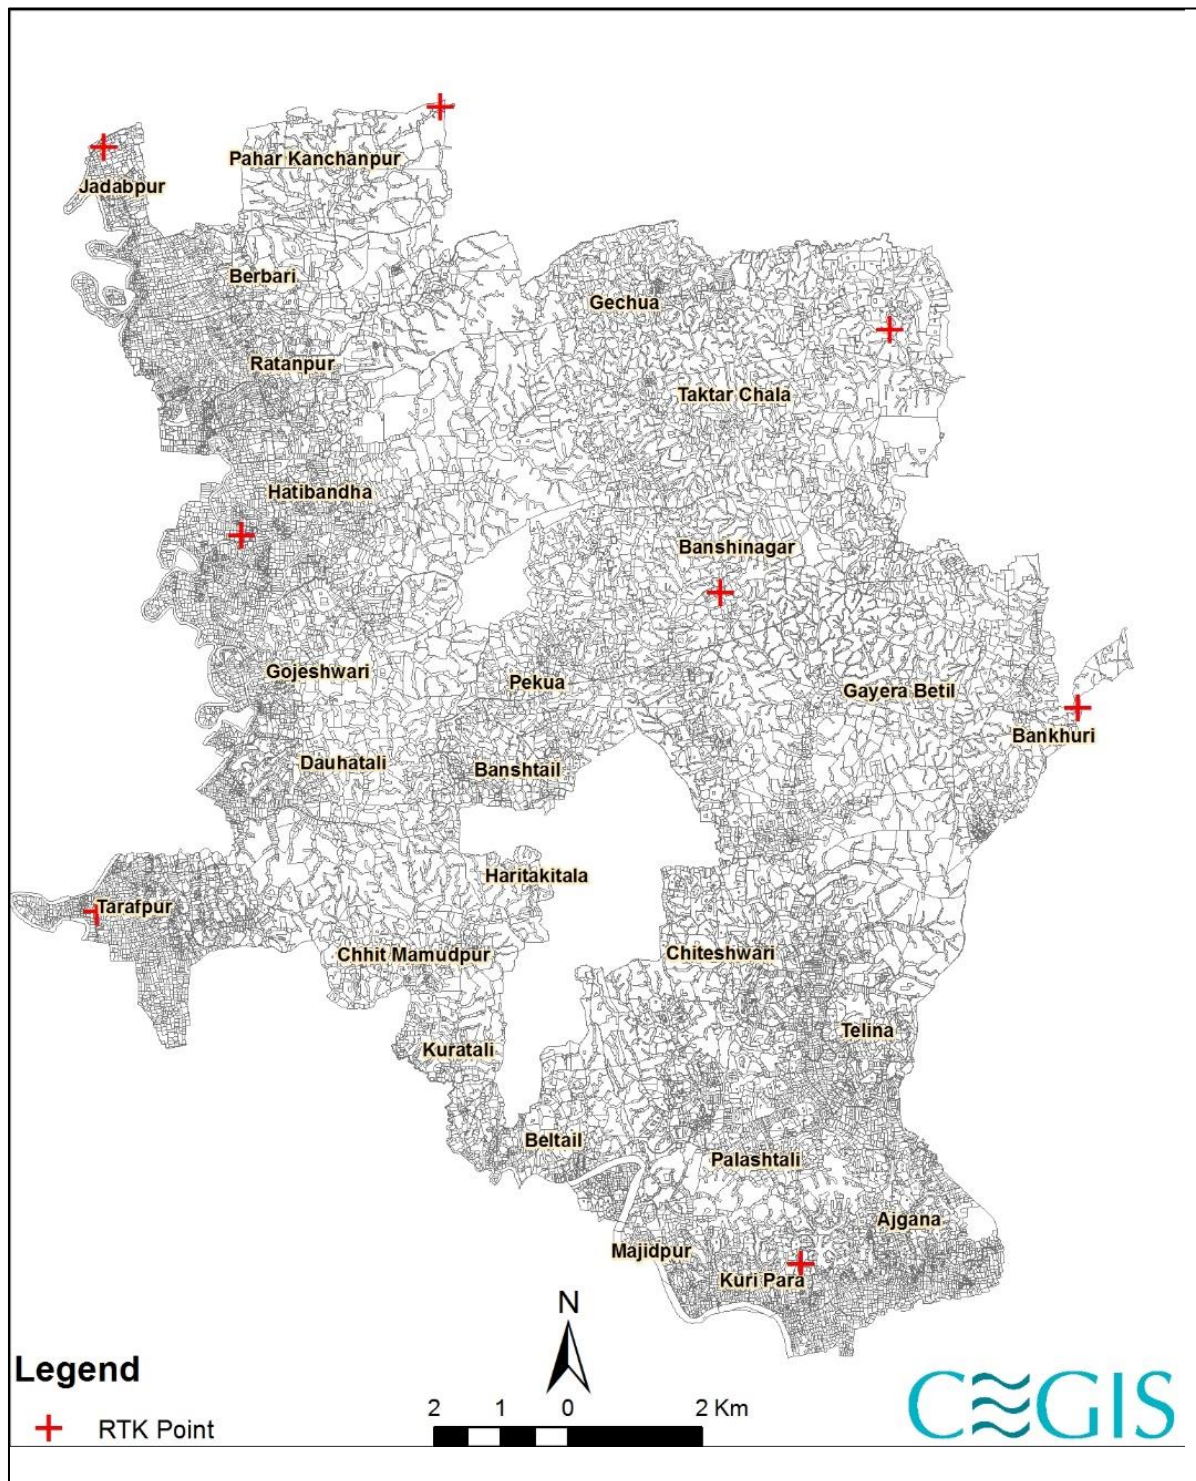 Pahar Kanchanpur
Jadabpur
Berbari
Gechua
Ratanpur
Taktar Chala
Hatibandha
Banshinagar
Gojeshwari
Pekua
Gayera Betil
Bankhuri
Dauhatali
Banshtail
Haritakitala
Tarafpur
Chhit Mamudpur
Chiteshwari
Telina
Kuratali
Beltail
Palashtali
Ajgana
Majidpur
Kuri Para
N
Legend
RTK Point
2 1 0 2 Km
CEGIS